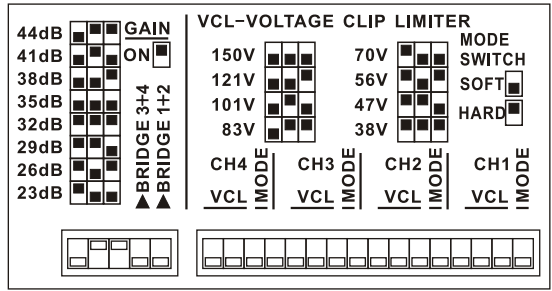 44dB GAIN
41dB ON
38dB
35dB
32dB
29dB
26dB
23dB
▲BRIDGE 3+4
▲BRIDGE 1+2
VCL-VOLTAGE CLIP LIMITER
150V 70V MODE
121V 56V SWITCH
101V 47V SOFT
83V 38V HARD
CH4 MODE CH3 MODE CH2 MODE CH1 MODE
VCL VCL VCL VCL